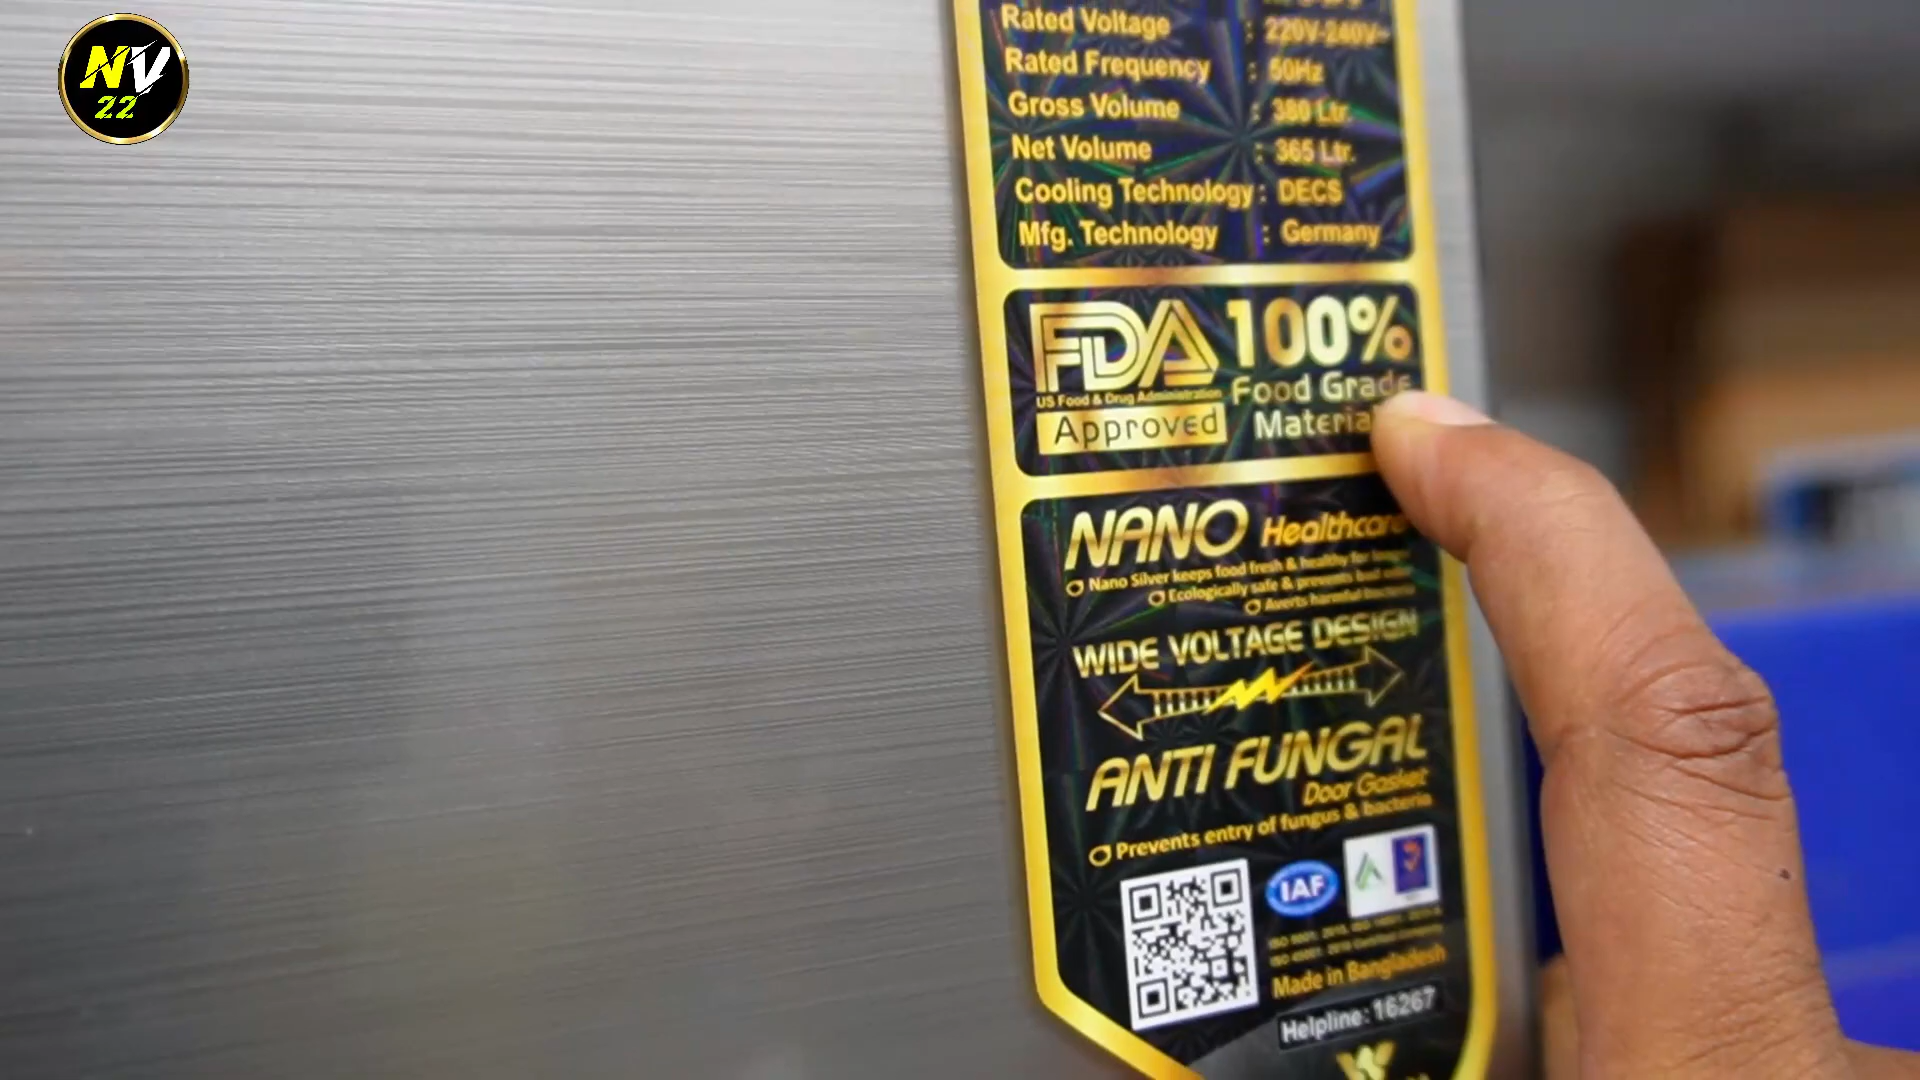 NV
22
Rated Voltage : 220V-240V~
Rated Frequency : 50Hz
Gross Volume : 380 Ltr.
Net Volume : 365 Ltr.
Cooling Technology : DECS
Mfg. Technology : Germany
FDA
US Food & Drug Administration
Approved
100%
Food Grade
Material
NANO Healthcare
Nano Silver keeps food fresh & healthy for longer
Ecologically safe & prevents bad odor
Averts harmful bacteria
WIDE VOLTAGE DESIGN
ANTI FUNGAL
Door Gasket
Prevents entry of fungus & bacteria
IAF
Made in Bangladesh
Helpline: 16267